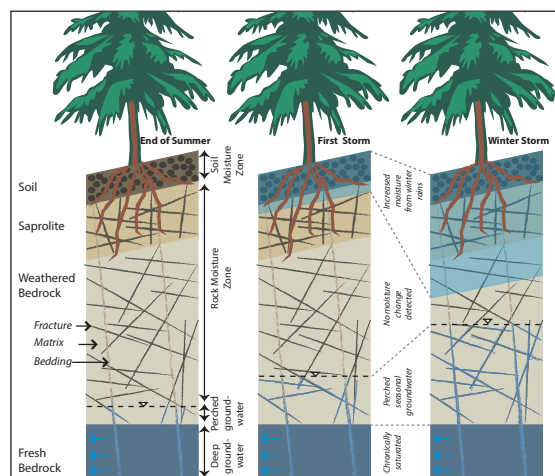 End of Summer
First Storm
Winter Storm
Soil
Saprolite
Weathered
Bedrock
Fracture
Matrix
Bedding
Fresh
Bedrock
Soil
Moisture
Zone
Rock Moisture
Zone
Perched
ground-
water
Deep
ground-
water
Increased
moisture
from winter
rains
No moisture
change
detected
Perched
seasonal
groundwater
Chronically
saturated